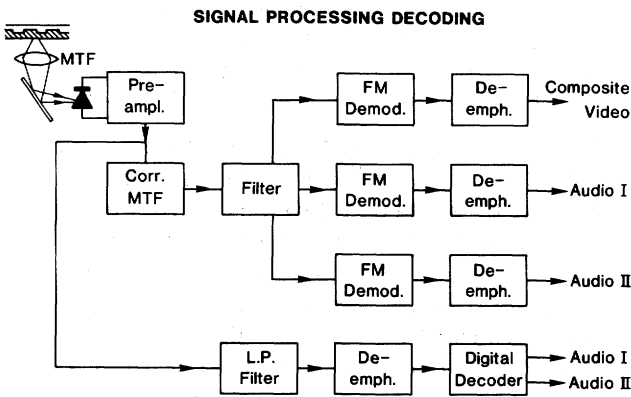 SIGNAL PROCESSING DECODING
MTF
Pre-
ampl.
FM
Demod.
De-
emph.
Composite
Video
Corr.
MTF
Filter
FM
Demod.
De-
emph.
Audio I
FM
Demod.
De-
emph.
Audio II
L.P.
Filter
De-
emph.
Digital
Decoder
Audio I
Audio II